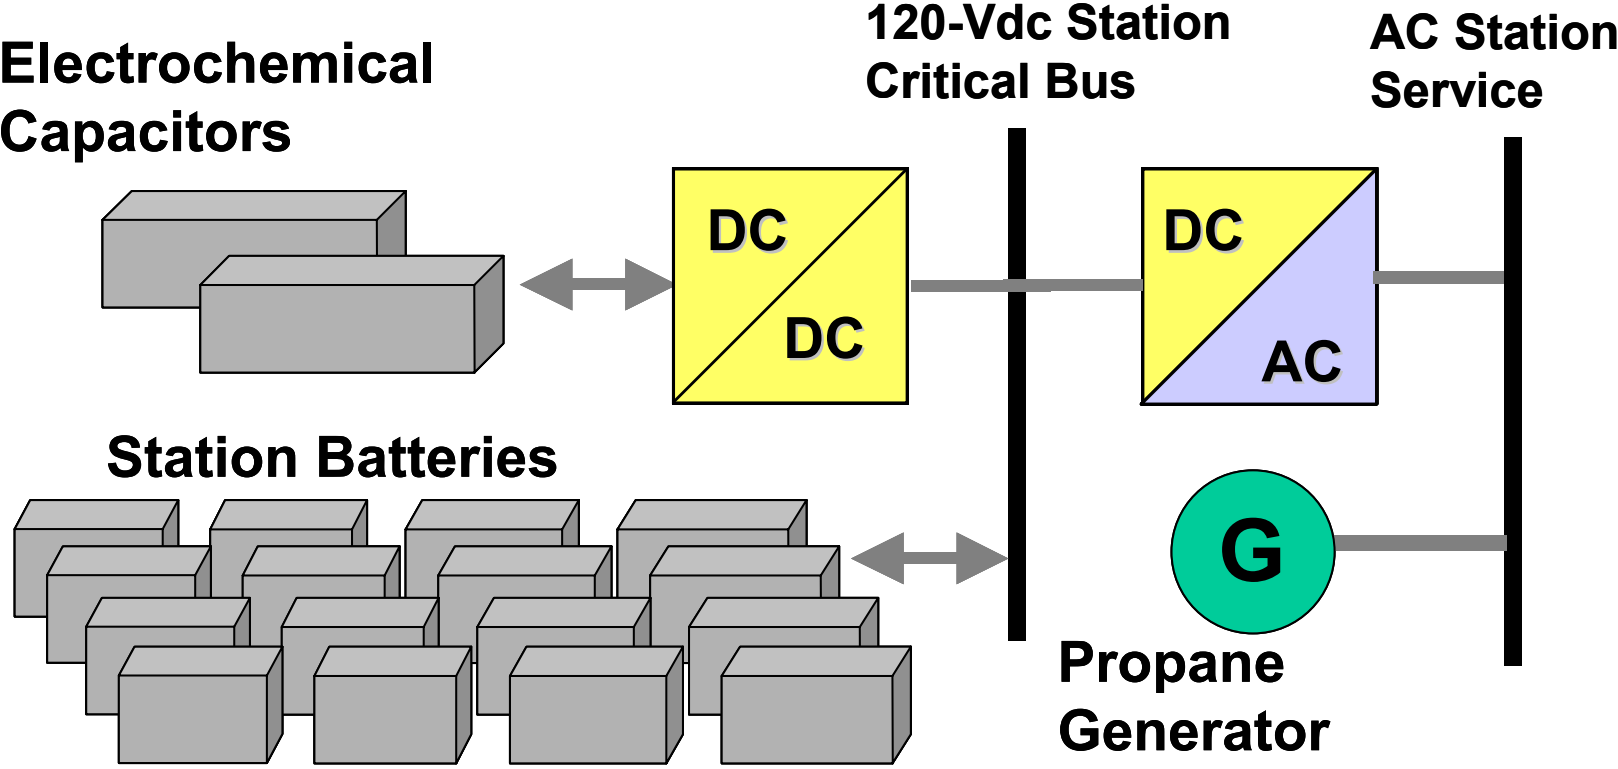 120-Vdc Station
Critical Bus
AC Station
Service
Electrochemical
Capacitors
DC
DC
DC
AC
Station Batteries
G
Propane
Generator